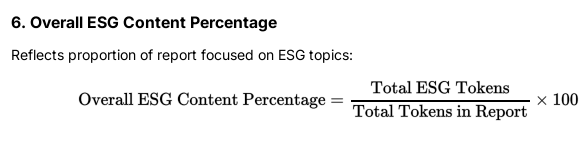 6. Overall ESG Content Percentage
Reflects proportion of report focused on ESG topics:
Overall ESG Content Percentage = Total ESG Tokens / Total Tokens in Report × 100